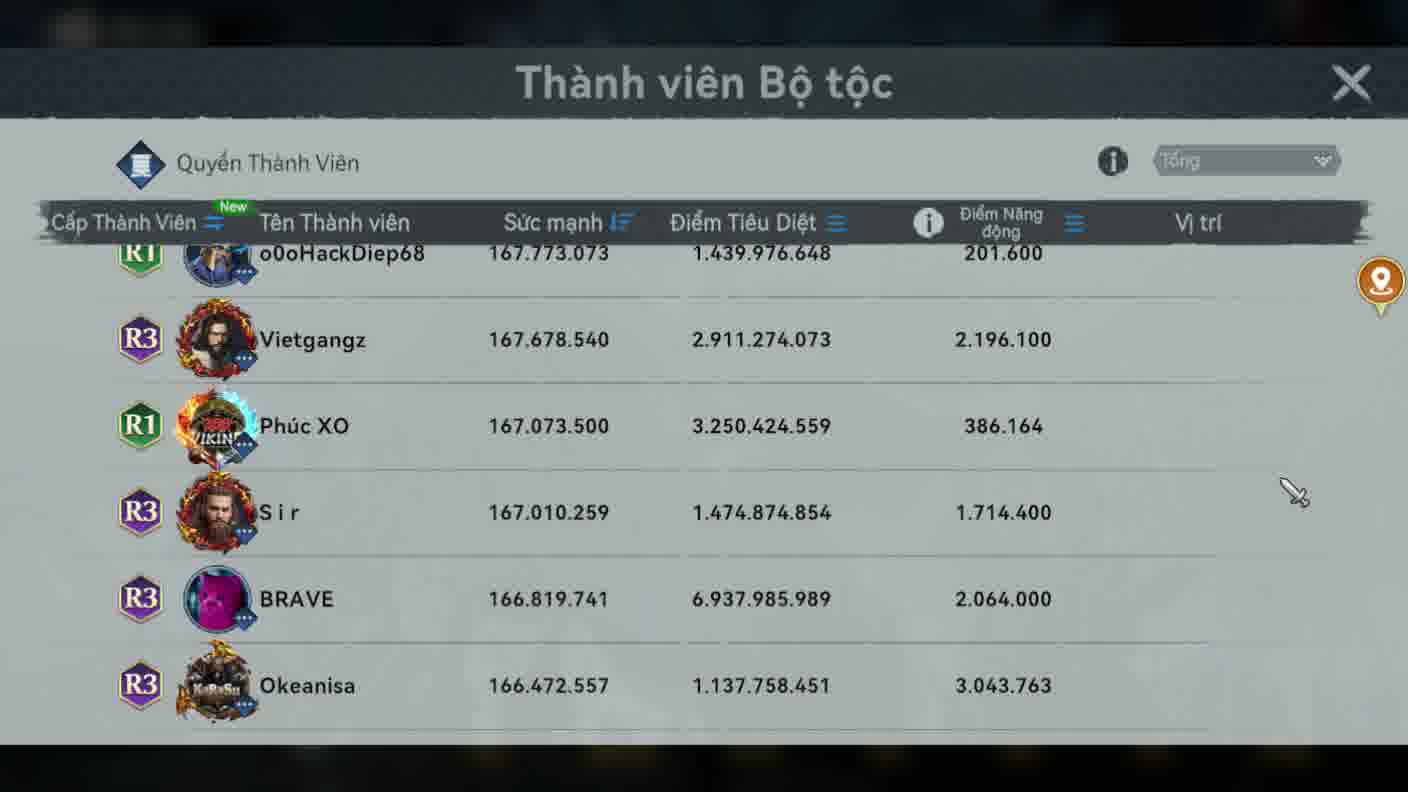 Thành viên Bộ tộc
Quyển Thành Viên
Tổng
Cấp Thành Viên New Tên Thành viên Sức mạnh Điểm Tiêu Diệt Điểm Năng động Vị trí
R1 o0oHackDiep68 167.773.073 1.439.976.648 201.600
R3 Vietgangz 167.678.540 2.911.274.073 2.196.100
R1 Phúc XO 167.073.500 3.250.424.559 386.164
R3 S i r 167.010.259 1.474.874.854 1.714.400
R3 BRAVE 166.819.741 6.937.985.989 2.064.000
R3 Okeanisa 166.472.557 1.137.758.451 3.043.763